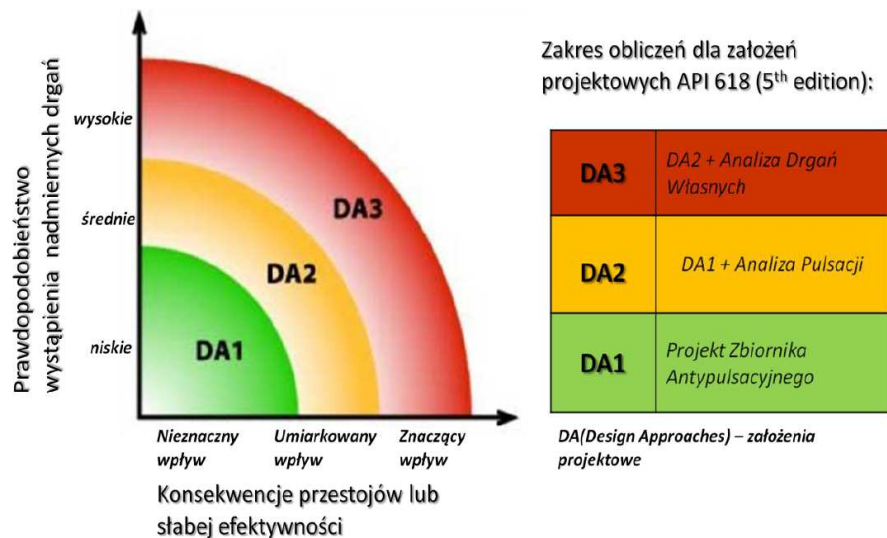 Prawdopodobieństwo
wystąpienia nadmiernych drgań
wysokie
średnie
niskie
DA3
DA2
DA1
Nieznaczny
wpływ
Umiarkowany
wpływ
Znaczący
wpływ
Konsekwencje przestojów lub
słabej efektywności
Zakres obliczeń dla założeń
projektowych API 618 (5th edition):
DA3
DA2 + Analiza Drgań
Własnych
DA2
DA1 + Analiza Pulsacji
DA1
Projekt Zbiornika
Antypulsacyjnego
DA(Design Approaches) – założenia
projektowe